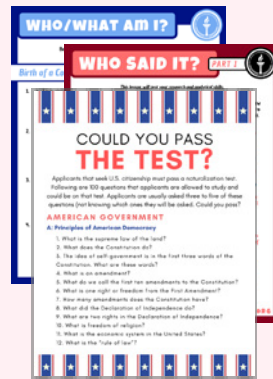 WHO/WHAT AM I?
Birth of a Co
WHO SAID IT?
PART 1
COULD YOU PASS
THE TEST?
Applicants that seek U.S. citizenship must pass a naturalization test.
Following are 100 questions that applicants are allowed to study and
could be on that test. Applicants are usually asked three to five of these
questions (not knowing which ones they will be asked. Could you pass?
AMERICAN GOVERNMENT
A: Principles of American Democracy
1. What is the supreme law of the land?
2. What does the Constitution do?
3. The idea of self-government is in the first three words of the
Constitution. What are these words?
4. What is an amendment?
5. What do we call the first ten amendments to the Constitution?
6. What is one right or freedom from the First Amendment?
7. How many amendments does the Constitution have?
8. What did the Declaration of Independence do?
9. What are two rights in the Declaration of Independence?
10. What is freedom of religion?
11. What is the economic system in the United States?
12. What is the "rule of law"?